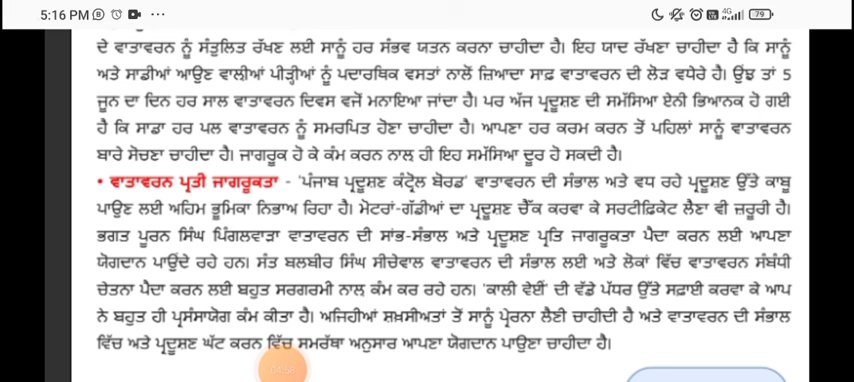 5:16 PM
4G
79
ਦੇ ਵਾਤਾਵਰਨ ਨੂੰ ਸੰਤੁਲਿਤ ਰੱਖਣ ਲਈ ਸਾਨੂੰ ਹਰ ਸੰਭਵ ਯਤਨ ਕਰਨਾ ਚਾਹੀਦਾ ਹੈ। ਇਹ ਯਾਦ ਰੱਖਣਾ ਚਾਹੀਦਾ ਹੈ ਕਿ ਸਾਨੂੰ
ਅਤੇ ਸਾਡੀਆਂ ਆਉਣ ਵਾਲ਼ੀਆਂ ਪੀੜ੍ਹੀਆਂ ਨੂੰ ਪਦਾਰਥਿਕ ਵਸਤਾਂ ਨਾਲੋਂ ਜ਼ਿਆਦਾ ਸਾਫ਼ ਵਾਤਾਵਰਨ ਦੀ ਲੋੜ ਵਧੇਰੇ ਹੈ। ਉਂਝ ਤਾਂ 5
ਜੂਨ ਦਾ ਦਿਨ ਹਰ ਸਾਲ ਵਾਤਾਵਰਨ ਦਿਵਸ ਵਜੋਂ ਮਨਾਇਆ ਜਾਂਦਾ ਹੈ। ਪਰ ਅੱਜ ਪ੍ਰਦੂਸ਼ਣ ਦੀ ਸਮੱਸਿਆ ਏਨੀ ਭਿਆਨਕ ਹੋ ਗਈ
ਹੈ ਕਿ ਸਾਡਾ ਹਰ ਪਲ ਵਾਤਾਵਰਨ ਨੂੰ ਸਮਰਪਿਤ ਹੋਣਾ ਚਾਹੀਦਾ ਹੈ। ਆਪਣਾ ਹਰ ਕਰਮ ਕਰਨ ਤੋਂ ਪਹਿਲਾਂ ਸਾਨੂੰ ਵਾਤਾਵਰਨ
ਬਾਰੇ ਸੋਚਣਾ ਚਾਹੀਦਾ ਹੈ। ਜਾਗਰੂਕ ਹੋ ਕੇ ਕੰਮ ਕਰਨ ਨਾਲ਼ ਹੀ ਇਹ ਸਮੱਸਿਆ ਦੂਰ ਹੋ ਸਕਦੀ ਹੈ।
• ਵਾਤਾਵਰਨ ਪ੍ਰਤੀ ਜਾਗਰੂਕਤਾ - 'ਪੰਜਾਬ ਪ੍ਰਦੂਸ਼ਣ ਕੰਟ੍ਰੋਲ ਬੋਰਡ' ਵਾਤਾਵਰਨ ਦੀ ਸੰਭਾਲ ਅਤੇ ਵਧ ਰਹੇ ਪ੍ਰਦੂਸ਼ਣ ਉੱਤੇ ਕਾਬੂ
ਪਾਉਣ ਲਈ ਅਹਿਮ ਭੂਮਿਕਾ ਨਿਭਾਅ ਰਿਹਾ ਹੈ। ਮੋਟਰਾਂ-ਗੱਡੀਆਂ ਦਾ ਪ੍ਰਦੂਸ਼ਣ ਚੈੱਕ ਕਰਵਾ ਕੇ ਸਰਟੀਫ਼ਿਕੇਟ ਲੈਣਾ ਵੀ ਜ਼ਰੂਰੀ ਹੈ।
ਭਗਤ ਪੂਰਨ ਸਿੰਘ ਪਿੰਗਲਵਾੜਾ ਵਾਤਾਵਰਨ ਦੀ ਸਾਂਭ-ਸੰਭਾਲ ਅਤੇ ਪ੍ਰਦੂਸ਼ਣ ਪ੍ਰਤਿ ਜਾਗਰੂਕਤਾ ਪੈਦਾ ਕਰਨ ਲਈ ਆਪਣਾ
ਯੋਗਦਾਨ ਪਾਉਂਦੇ ਰਹੇ ਹਨ। ਸੰਤ ਬਲਬੀਰ ਸਿੰਘ ਸੀਚੇਵਾਲ ਵਾਤਾਵਰਨ ਦੀ ਸੰਭਾਲ ਲਈ ਅਤੇ ਲੋਕਾਂ ਵਿੱਚ ਵਾਤਾਵਰਨ ਸੰਬੰਧੀ
ਚੇਤਨਾ ਪੈਦਾ ਕਰਨ ਲਈ ਬਹੁਤ ਸਰਗਰਮੀ ਨਾਲ਼ ਕੰਮ ਕਰ ਰਹੇ ਹਨ। 'ਕਾਲੀ ਵੇਈਂ' ਦੀ ਵੱਡੇ ਪੱਧਰ ਉੱਤੇ ਸਫ਼ਾਈ ਕਰਵਾ ਕੇ ਆਪ
ਨੇ ਬਹੁਤ ਹੀ ਪ੍ਰਸੰਸਾਯੋਗ ਕੰਮ ਕੀਤਾ ਹੈ। ਅਜਿਹੀਆਂ ਸ਼ਖ਼ਸੀਅਤਾਂ ਤੋਂ ਸਾਨੂੰ ਪ੍ਰੇਰਨਾ ਲੈਣੀ ਚਾਹੀਦੀ ਹੈ ਅਤੇ ਵਾਤਾਵਰਨ ਦੀ ਸੰਭਾਲ
ਵਿੱਚ ਅਤੇ ਪ੍ਰਦੂਸ਼ਣ ਘੱਟ ਕਰਨ ਵਿੱਚ ਸਮਰੱਥਾ ਅਨੁਸਾਰ ਆਪਣਾ ਯੋਗਦਾਨ ਪਾਉਣਾ ਚਾਹੀਦਾ ਹੈ।
04:58